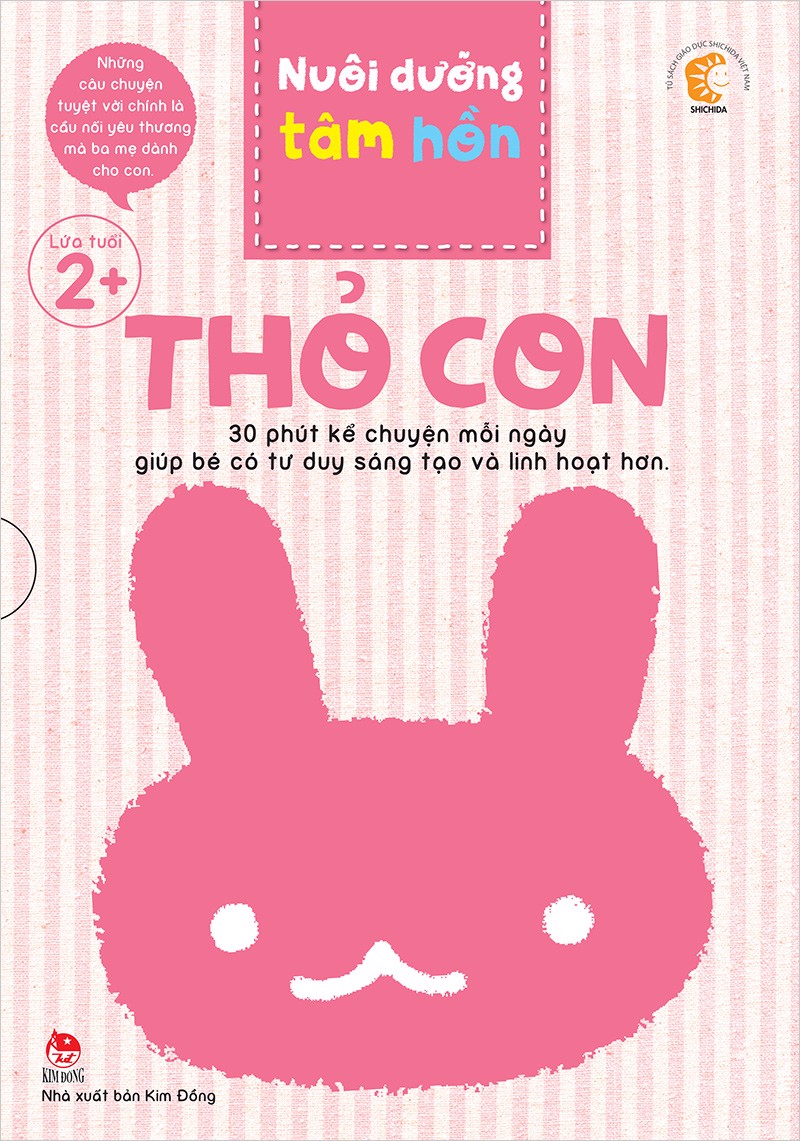 Những
câu chuyện
tuyệt vời chính là
cầu nối yêu thương
mà ba mẹ dành
cho con.
Nuôi dưỡng
tâm hồn
TỦ SÁCH GIÁO DỤC SHICHIDA VIỆT NAM
SHICHIDA
Lứa tuổi
2+
THỎ CON
30 phút kể chuyện mỗi ngày
giúp bé có tư duy sáng tạo và linh hoạt hơn.
KIM ĐỒNG
Nhà xuất bản Kim Đồng